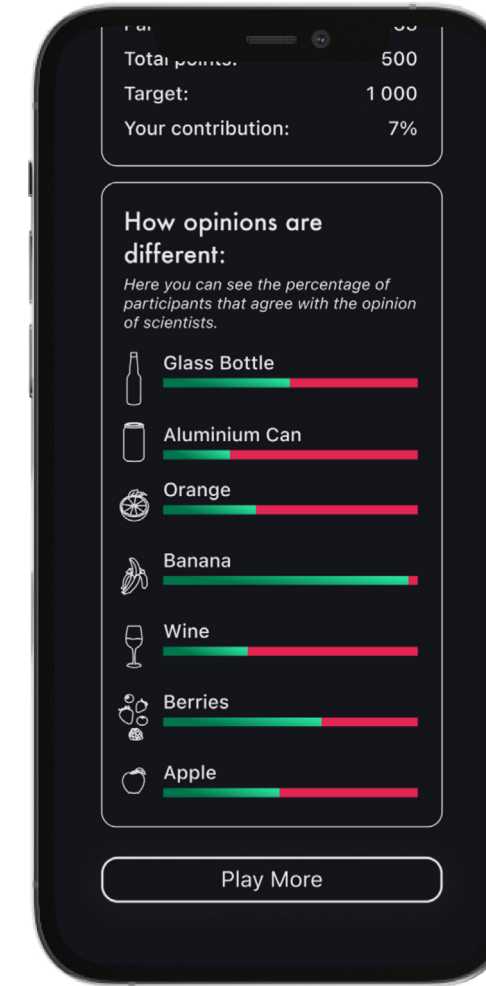 Total points:
500
Target:
1 000
Your contribution:
7%
How opinions are
different:
Here you can see the percentage of
participants that agree with the opinion
of scientists.
Glass Bottle
Aluminium Can
Orange
Banana
Wine
Berries
Apple
Play More